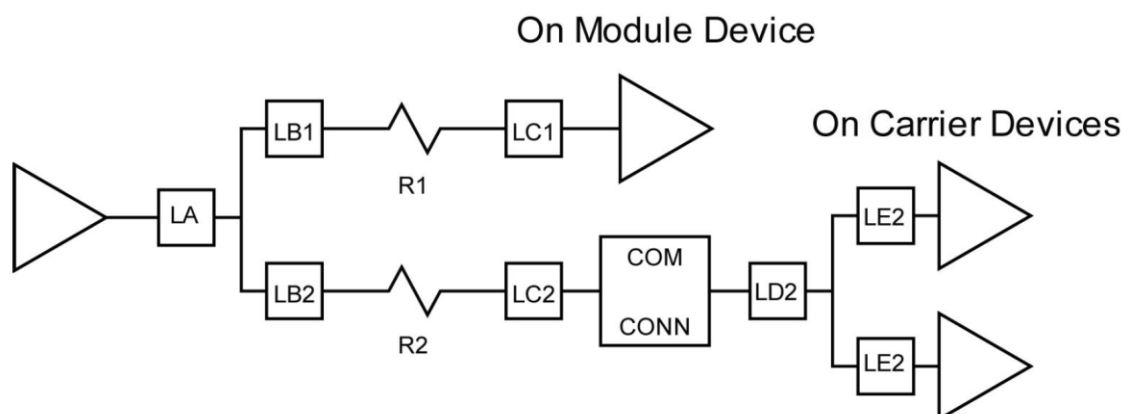 On Module Device
On Carrier Devices
LB1
R1
LC1
LA
LB2
R2
LC2
COM
CONN
LD2
LE2
LE2